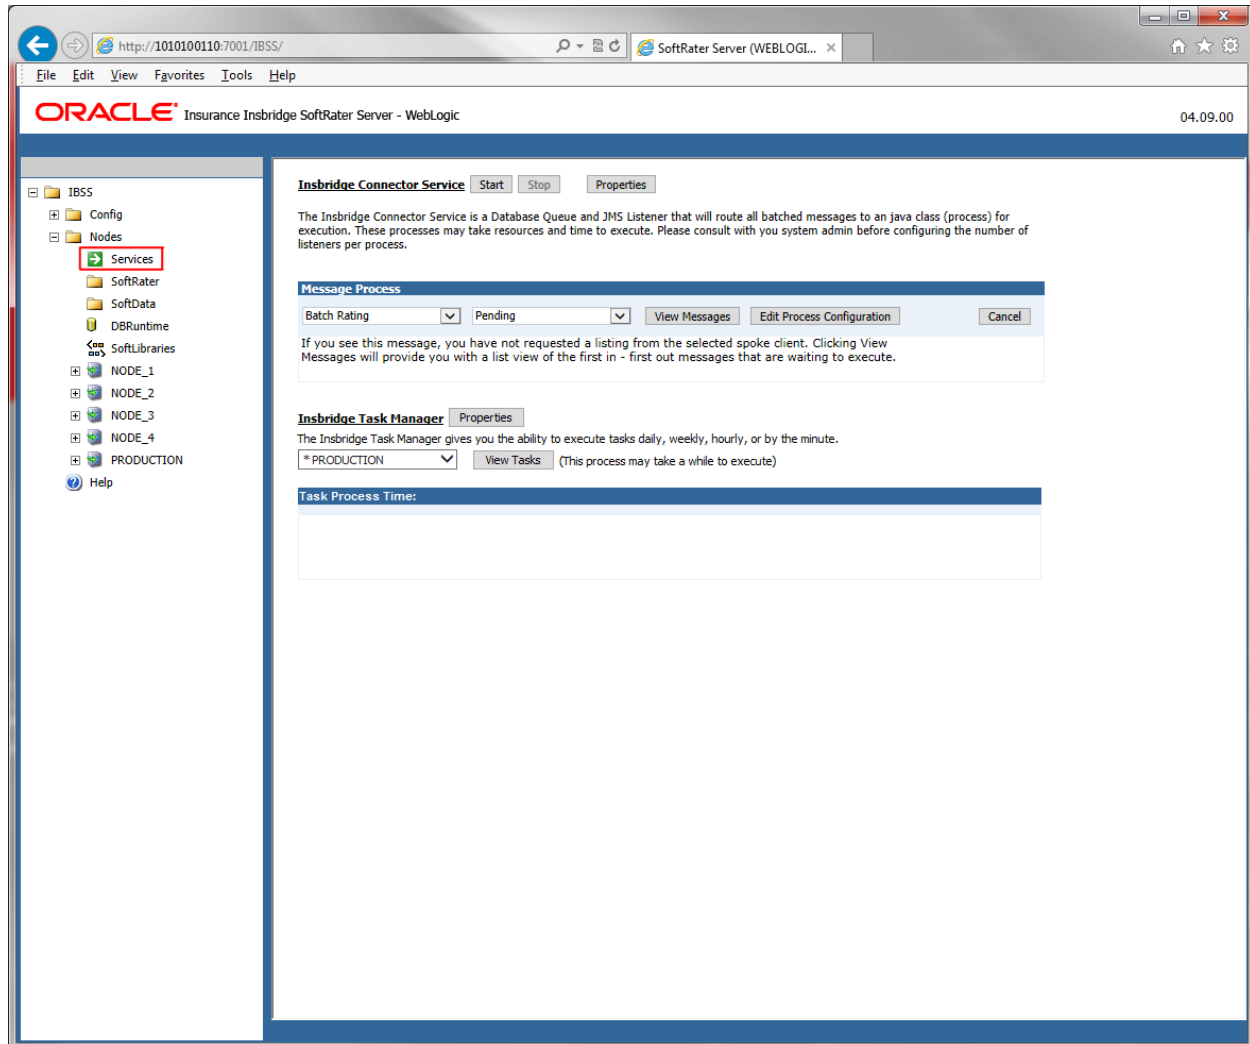 http://1010100110:7001/IBSS/
SoftRater Server (WEBLOGI...
File Edit View Favorites Tools Help
ORACLE Insurance Insbridge SoftRater Server - WebLogic
04.09.00
IBSS
Config
Nodes
Services
SoftRater
SoftData
DBRuntime
SoftLibraries
NODE_1
NODE_2
NODE_3
NODE_4
PRODUCTION
Help
Insbridge Connector Service Start Stop Properties
The Insbridge Connector Service is a Database Queue and JMS Listener that will route all batched messages to an java class (process) for
execution. These processes may take resources and time to execute. Please consult with you system admin before configuring the number of
listeners per process.
Message Process
Batch Rating Pending View Messages Edit Process Configuration Cancel
If you see this message, you have not requested a listing from the selected spoke client. Clicking View
Messages will provide you with a list view of the first in - first out messages that are waiting to execute.
Insbridge Task Manager Properties
The Insbridge Task Manager gives you the ability to execute tasks daily, weekly, hourly, or by the minute.
* PRODUCTION View Tasks (This process may take a while to execute)
Task Process Time: